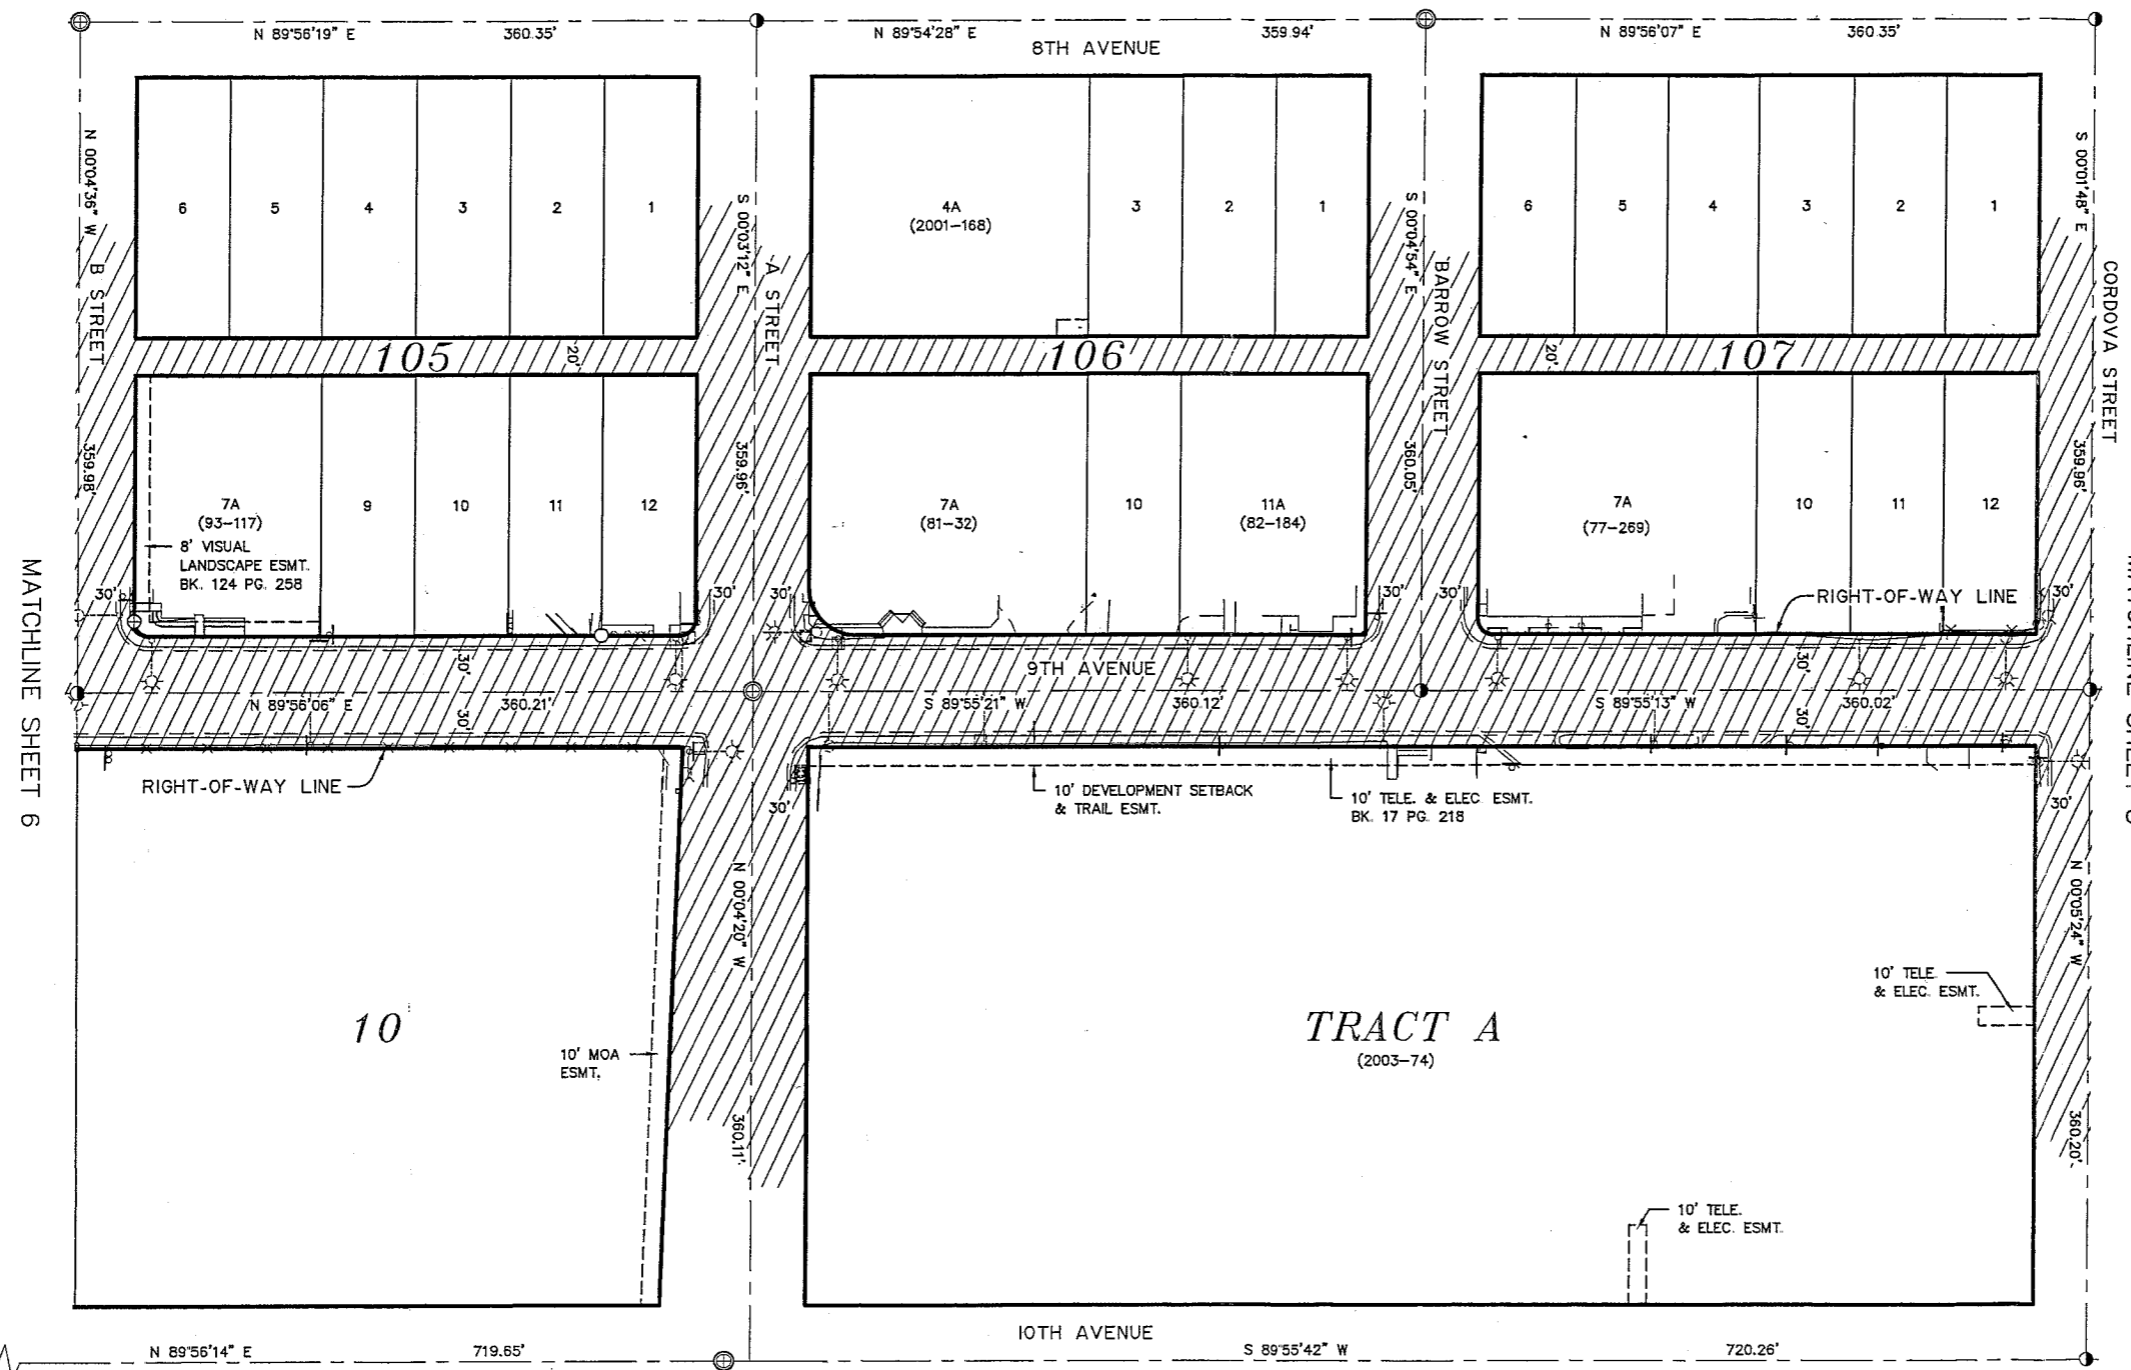 N 89°56'19" E 360.35'
N 89°54'28" E 359.94'
N 89°56'07" E 360.35'
8TH AVENUE
N 00°04'36" W
S 00°03'12" E
S 00°04'54" E
S 00°01'48" E
6 5 4 3 2 1
4A 3 2 1
(2001-168)
6 5 4 3 2 1
B STREET
A STREET
BARROW STREET
CORDOVA STREET
105 20'
106
20' 107
359.98'
359.96'
360.05'
359.96'
7A 9 10 11 12
(93-117)
8' VISUAL
LANDSCAPE ESMT.
BK. 124 PG. 258
7A 10 11A
(81-32) (82-184)
7A 10 11 12
(77-269)
30' 30' 30' 30' 30' 30'
RIGHT-OF-WAY LINE
MATCHLINE SHEET 6
30' 9TH AVENUE 30'
N 89°56'06" E 360.21'
S 89°55'21" W 360.12'
S 89°55'13" W 360.02'
30' 30'
RIGHT-OF-WAY LINE
30' 30'
10' DEVELOPMENT SETBACK
& TRAIL ESMT.
10' TELE. & ELEC. ESMT.
BK. 17 PG. 218
N 00°04'20" W
N 00°05'24" W
10' TELE.
& ELEC. ESMT.
10
TRACT A
(2003-74)
10' MOA
ESMT.
360.11'
360.20'
10' TELE.
& ELEC. ESMT.
10TH AVENUE
N 89°56'14" E 719.65'
S 89°55'42" W 720.26'